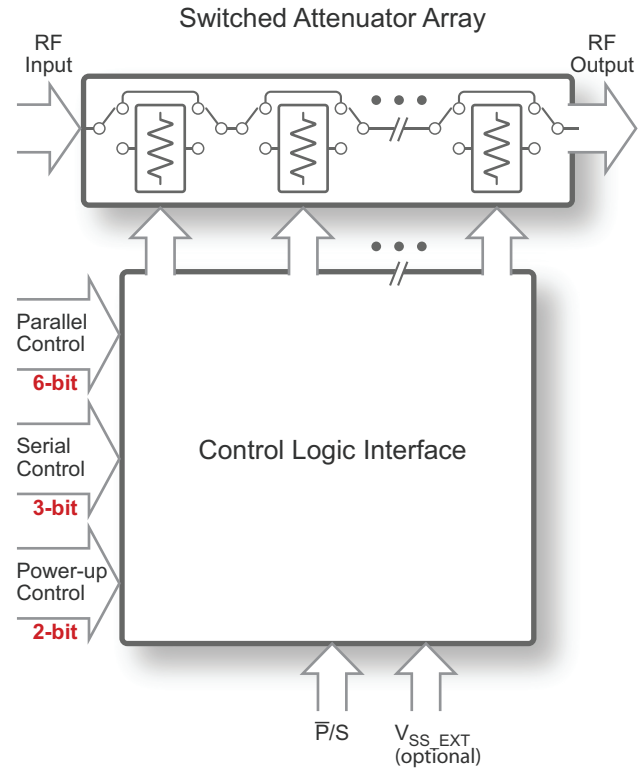 Switched Attenuator Array
RF
Input
RF
Output
Parallel
Control
6-bit
Serial
Control
3-bit
Power-up
Control
2-bit
Control Logic Interface
P̅/S
V_SS_EXT
(optional)